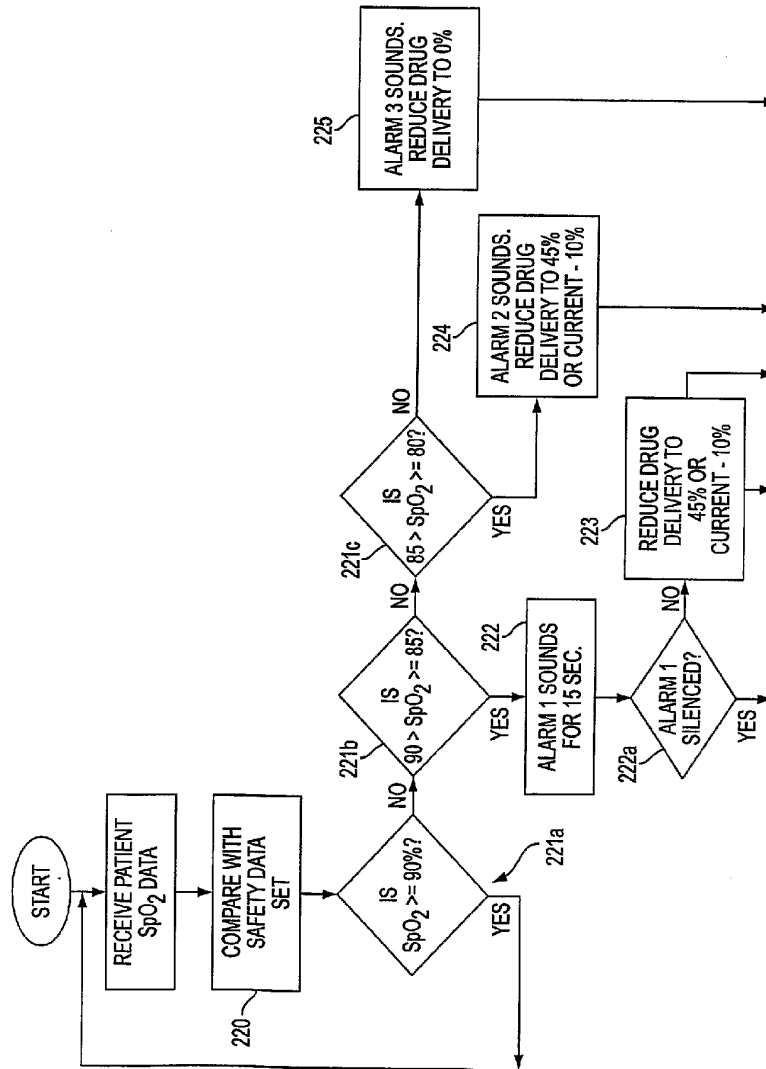 START
RECEIVE PATIENT
SpO2 DATA
COMPARE WITH
SAFETY DATA
SET
220
IS
SpO2 >= 90%?
221a
YES
NO
IS
90 > SpO2 >= 85?
221b
YES
NO
ALARM 1 SOUNDS
FOR 15 SEC.
222
ALARM 1
SILENCED?
222a
YES
NO
REDUCE DRUG
DELIVERY TO
45% OR
CURRENT - 10%
223
IS
85 > SpO2 >= 80?
221c
YES
NO
ALARM 2 SOUNDS.
REDUCE DRUG
DELIVERY TO 45%
OR CURRENT - 10%
224
ALARM 3 SOUNDS.
REDUCE DRUG
DELIVERY TO 0%
225